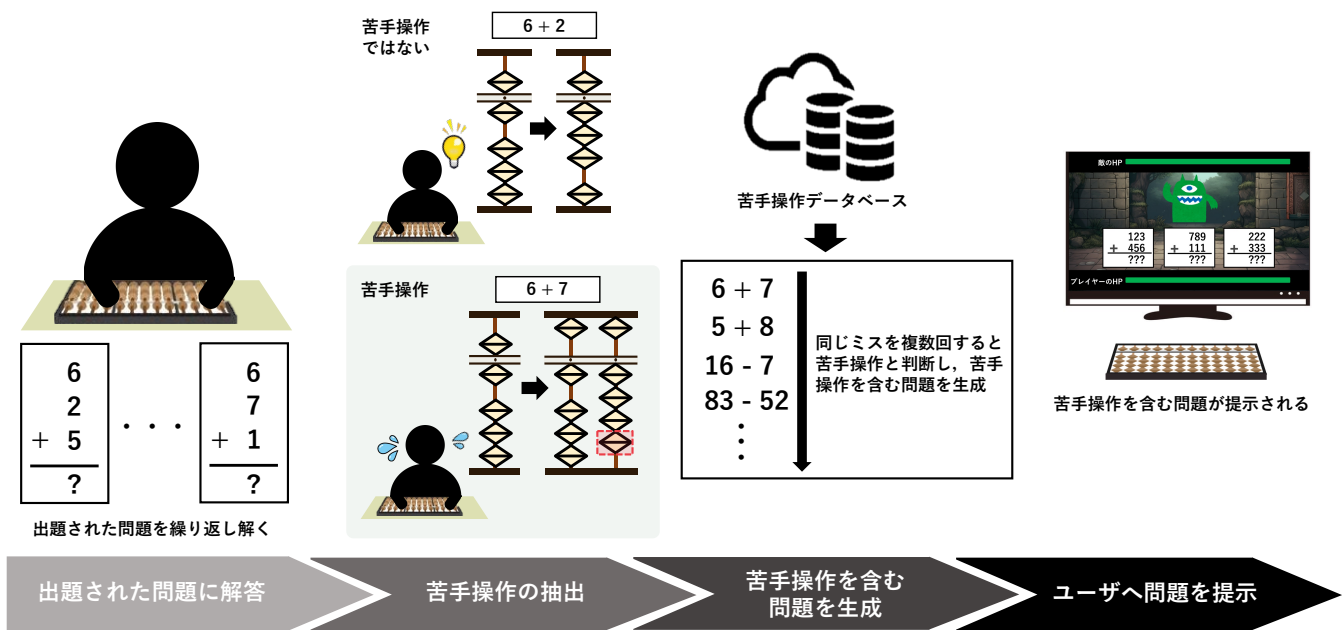 6
2
+ 5
?
・・・
6
7
+ 1
?
出題された問題を繰り返し解く
苦手操作
ではない
6 + 2
苦手操作
6 + 7
苦手操作データベース
6 + 7
5 + 8
16 - 7
83 - 52
⋮
同じミスを複数回すると
苦手操作と判断し，苦手
操作を含む問題を生成
敵のHP
123
+ 456
???
789
+ 111
???
222
+ 333
???
プレイヤーのHP
苦手操作を含む問題が提示される
出題された問題に解答
苦手操作の抽出
苦手操作を含む
問題を生成
ユーザへ問題を提示